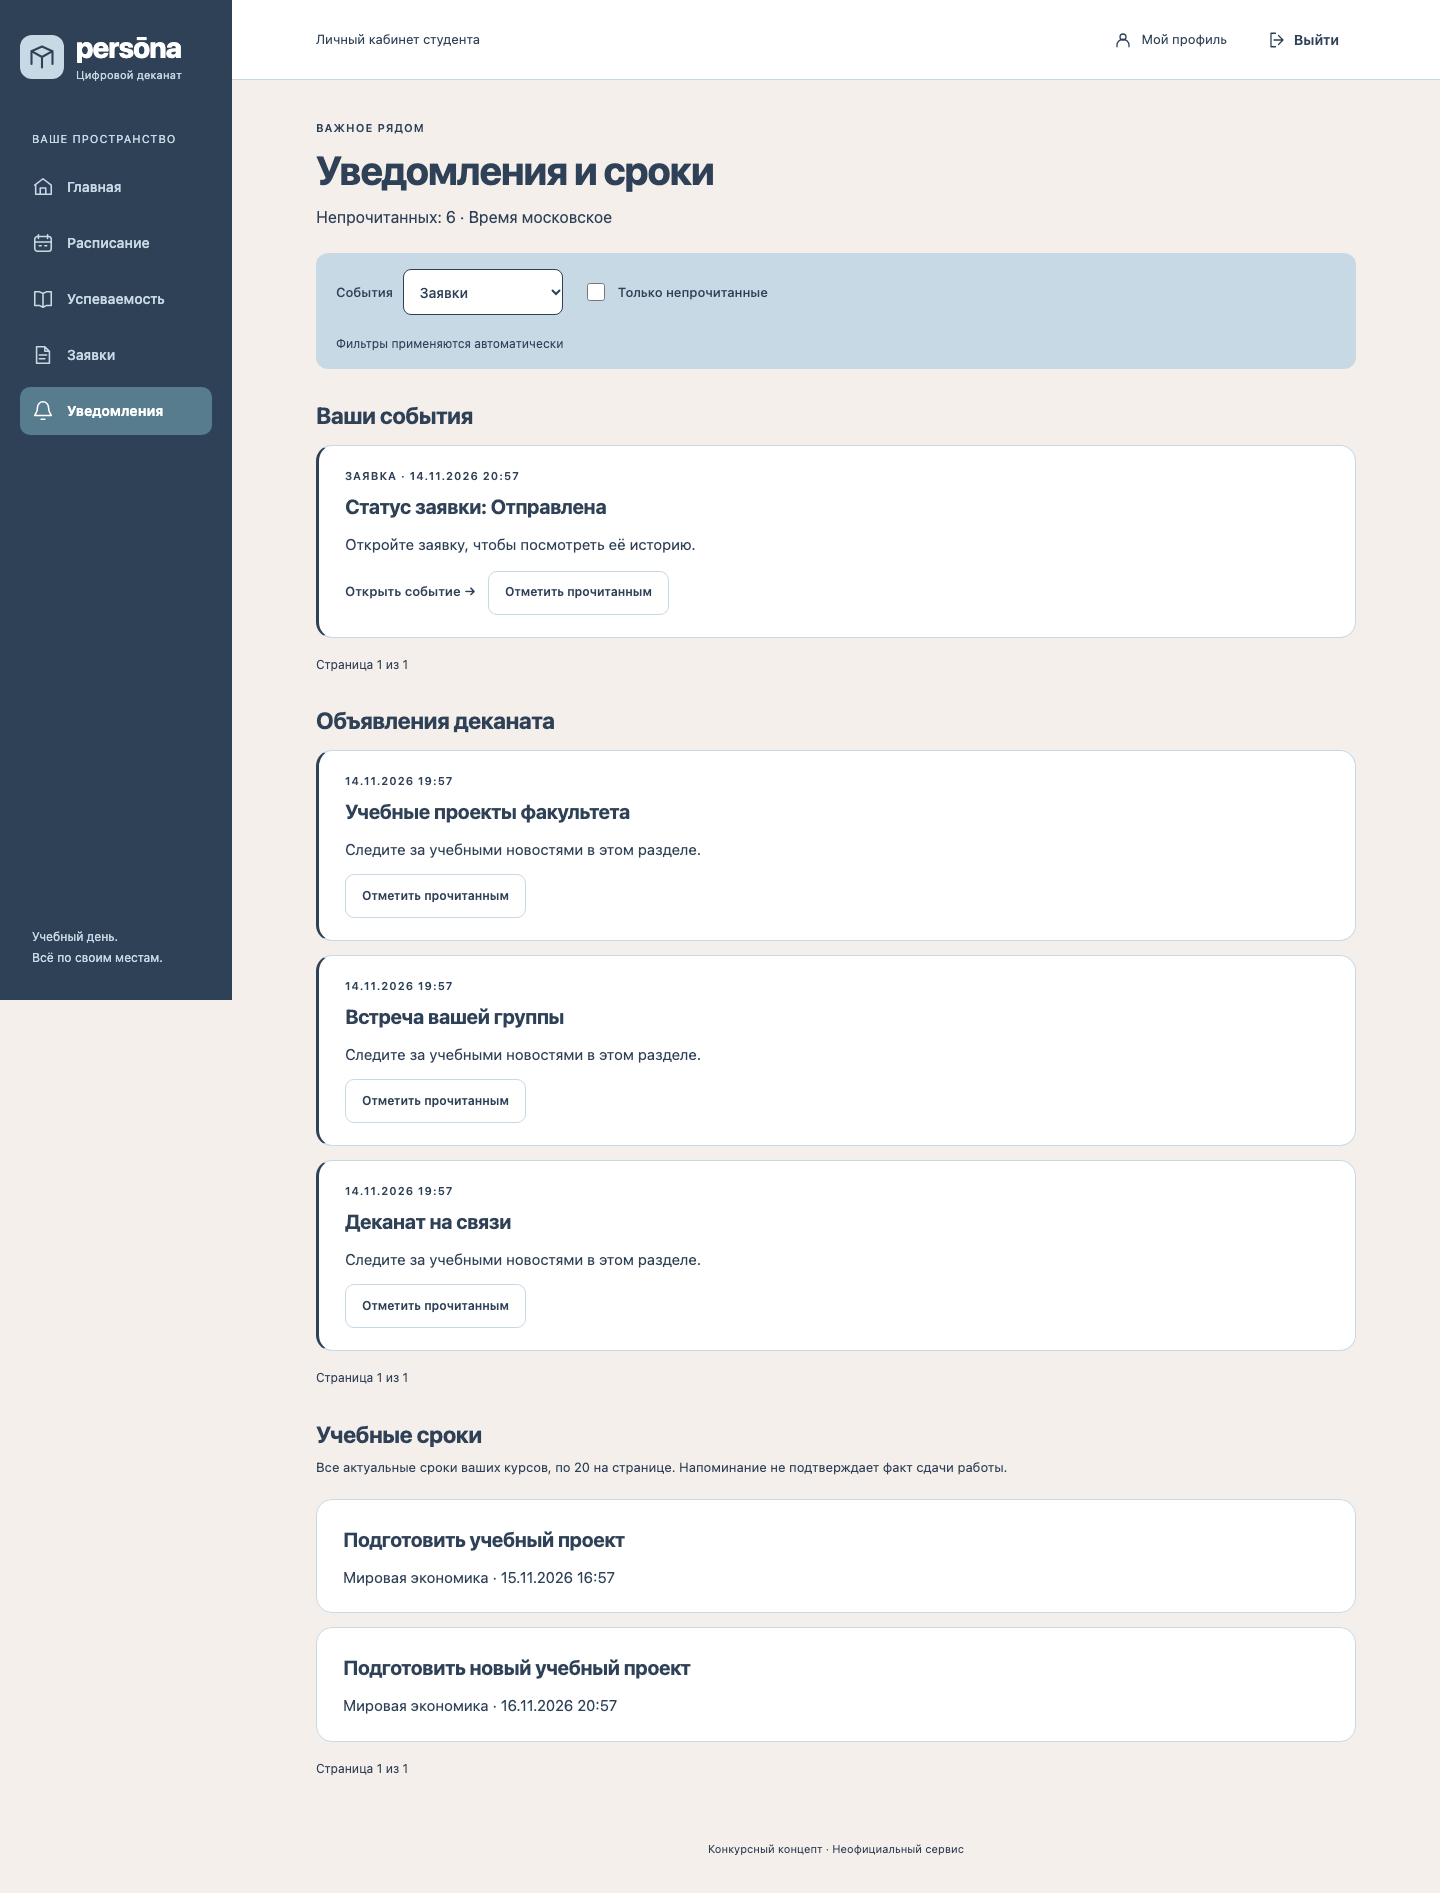 persōna
Цифровой деканат
ВАШЕ ПРОСТРАНСТВО
Главная
Расписание
Успеваемость
Заявки
Уведомления
Учебный день.
Всё по своим местам.
Личный кабинет студента
Мой профиль
Выйти
ВАЖНОЕ РЯДОМ
Уведомления и сроки
Непрочитанных: 6 · Время московское
События Заявки Только непрочитанные
Фильтры применяются автоматически
Ваши события
ЗАЯВКА · 14.11.2026 20:57
Статус заявки: Отправлена
Откройте заявку, чтобы посмотреть её историю.
Открыть событие → Отметить прочитанным
Страница 1 из 1
Объявления деканата
14.11.2026 19:57
Учебные проекты факультета
Следите за учебными новостями в этом разделе.
Отметить прочитанным
14.11.2026 19:57
Встреча вашей группы
Следите за учебными новостями в этом разделе.
Отметить прочитанным
14.11.2026 19:57
Деканат на связи
Следите за учебными новостями в этом разделе.
Отметить прочитанным
Страница 1 из 1
Учебные сроки
Все актуальные сроки ваших курсов, по 20 на странице. Напоминание не подтверждает факт сдачи работы.
Подготовить учебный проект
Мировая экономика · 15.11.2026 16:57
Подготовить новый учебный проект
Мировая экономика · 16.11.2026 20:57
Страница 1 из 1
Конкурсный концепт · Неофициальный сервис